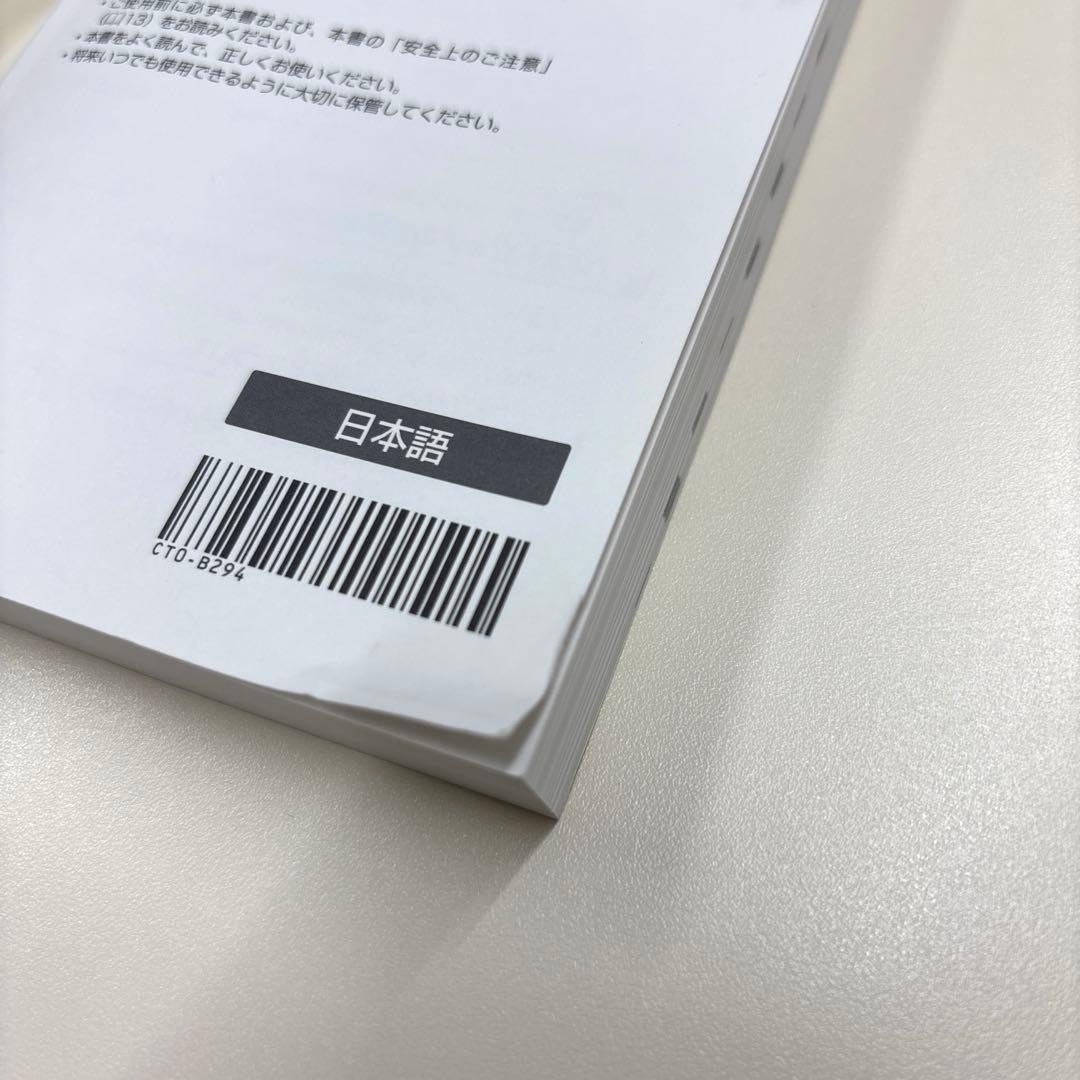 ・ご使用前に必ず本書および、本書の「安全上のご注意」
（📖13）をお読みください。
・本書をよく読んで、正しくお使いください。
・将来いつでも使用できるように大切に保管してください。
日本語
CT0-B294